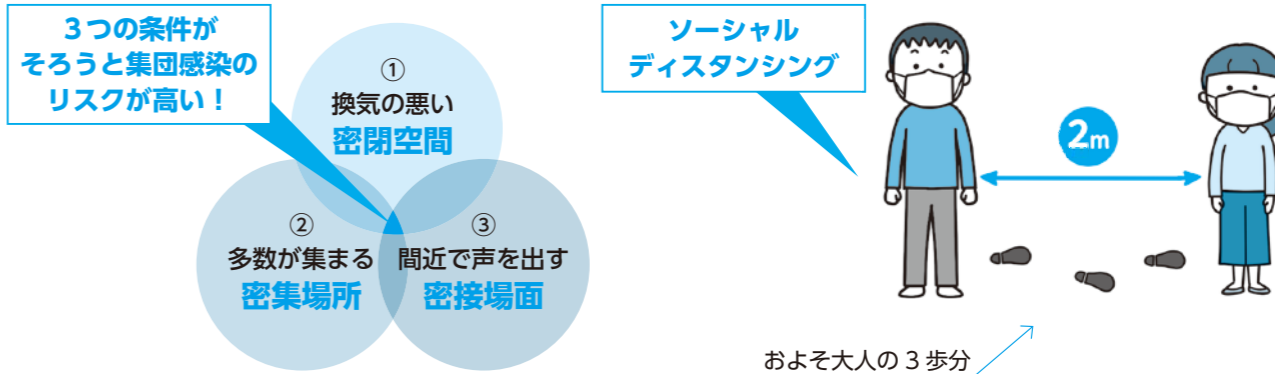 3つの条件が
そろうと集団感染の
リスクが高い！
①
換気の悪い
密閉空間
②
多数が集まる
密集場所
③
間近で声を出す
密接場面
ソーシャル
ディスタンシング
2m
およそ大人の3歩分